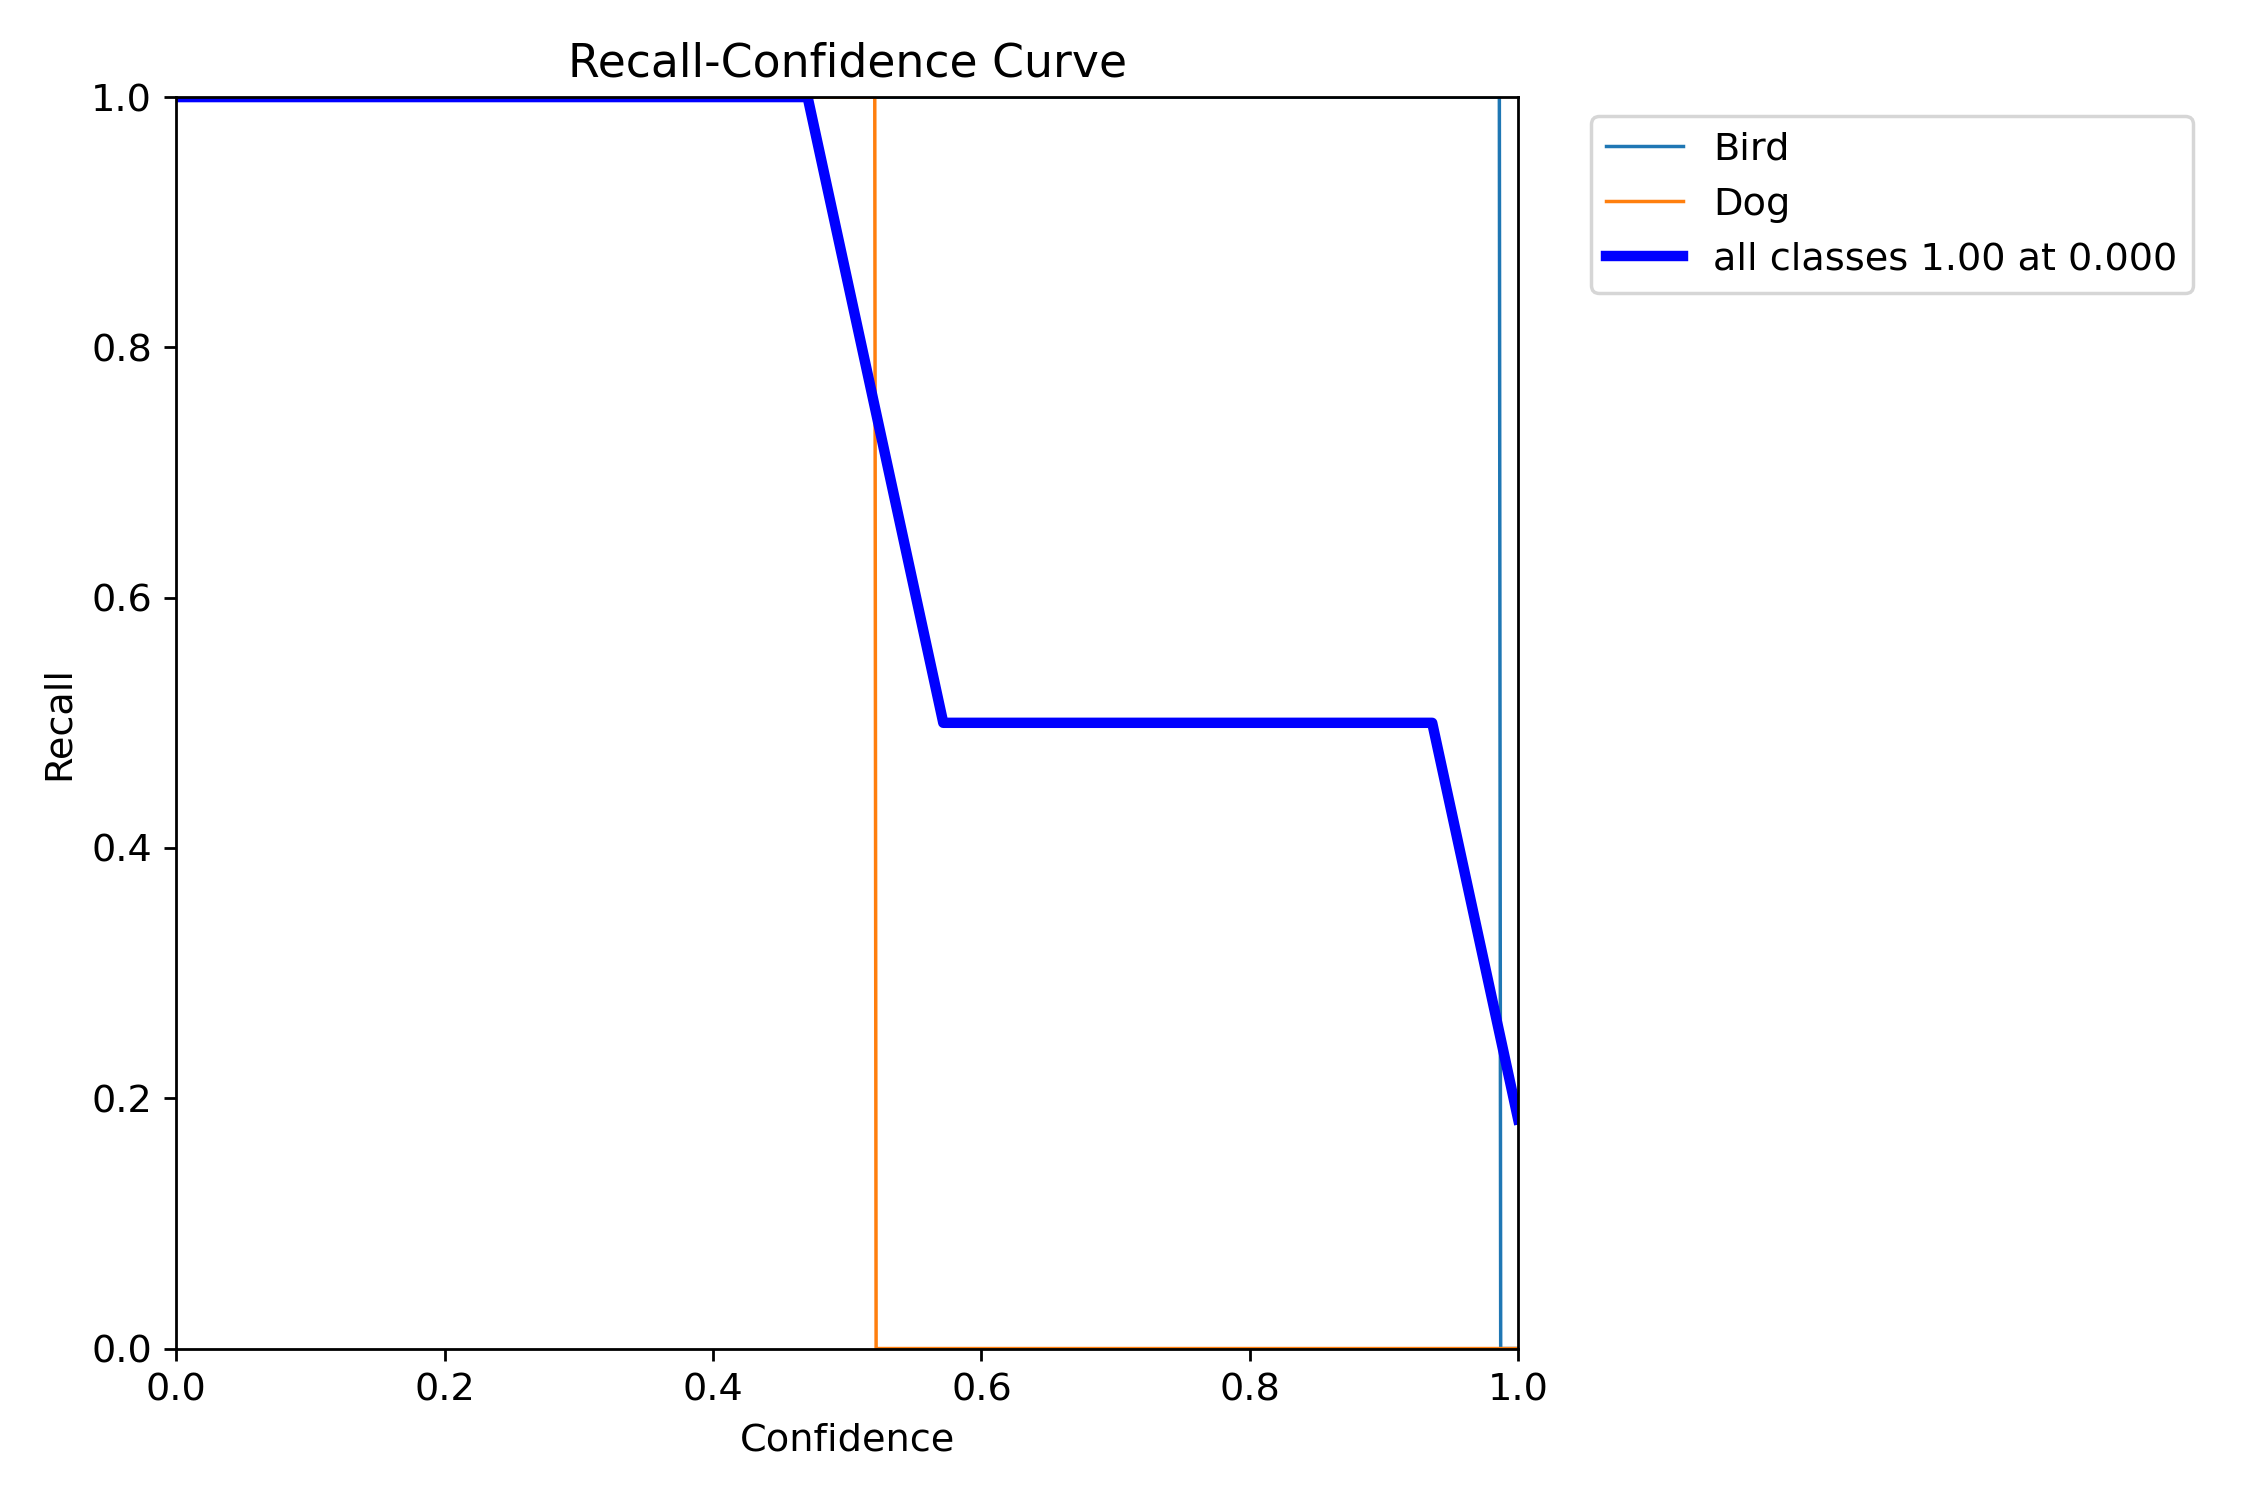 Recall-Confidence Curve
Bird
Dog
all classes 1.00 at 0.000
1.0
0.8
0.6
0.4
0.2
0.0
Recall
0.0 0.2 0.4 0.6 0.8 1.0
Confidence